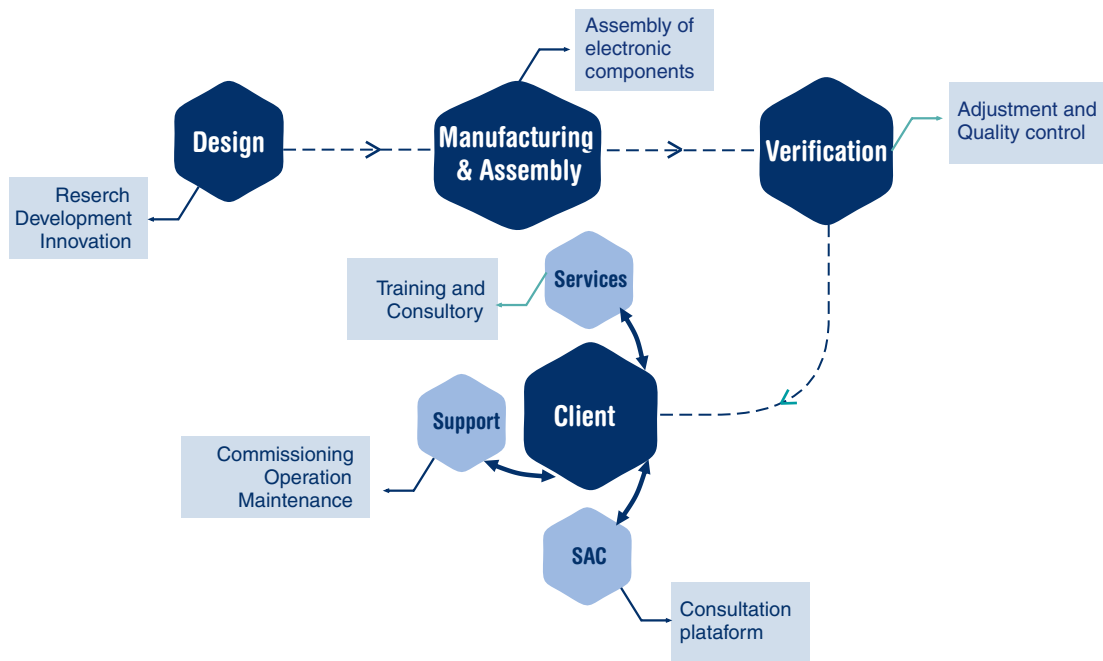 Assembly of
electronic
components
Design
Manufacturing
& Assembly
Verification
Adjustment and
Quality control
Reserch
Development
Innovation
Services
Training and
Consultory
Client
Support
Commissioning
Operation
Maintenance
SAC
Consultation
plataform